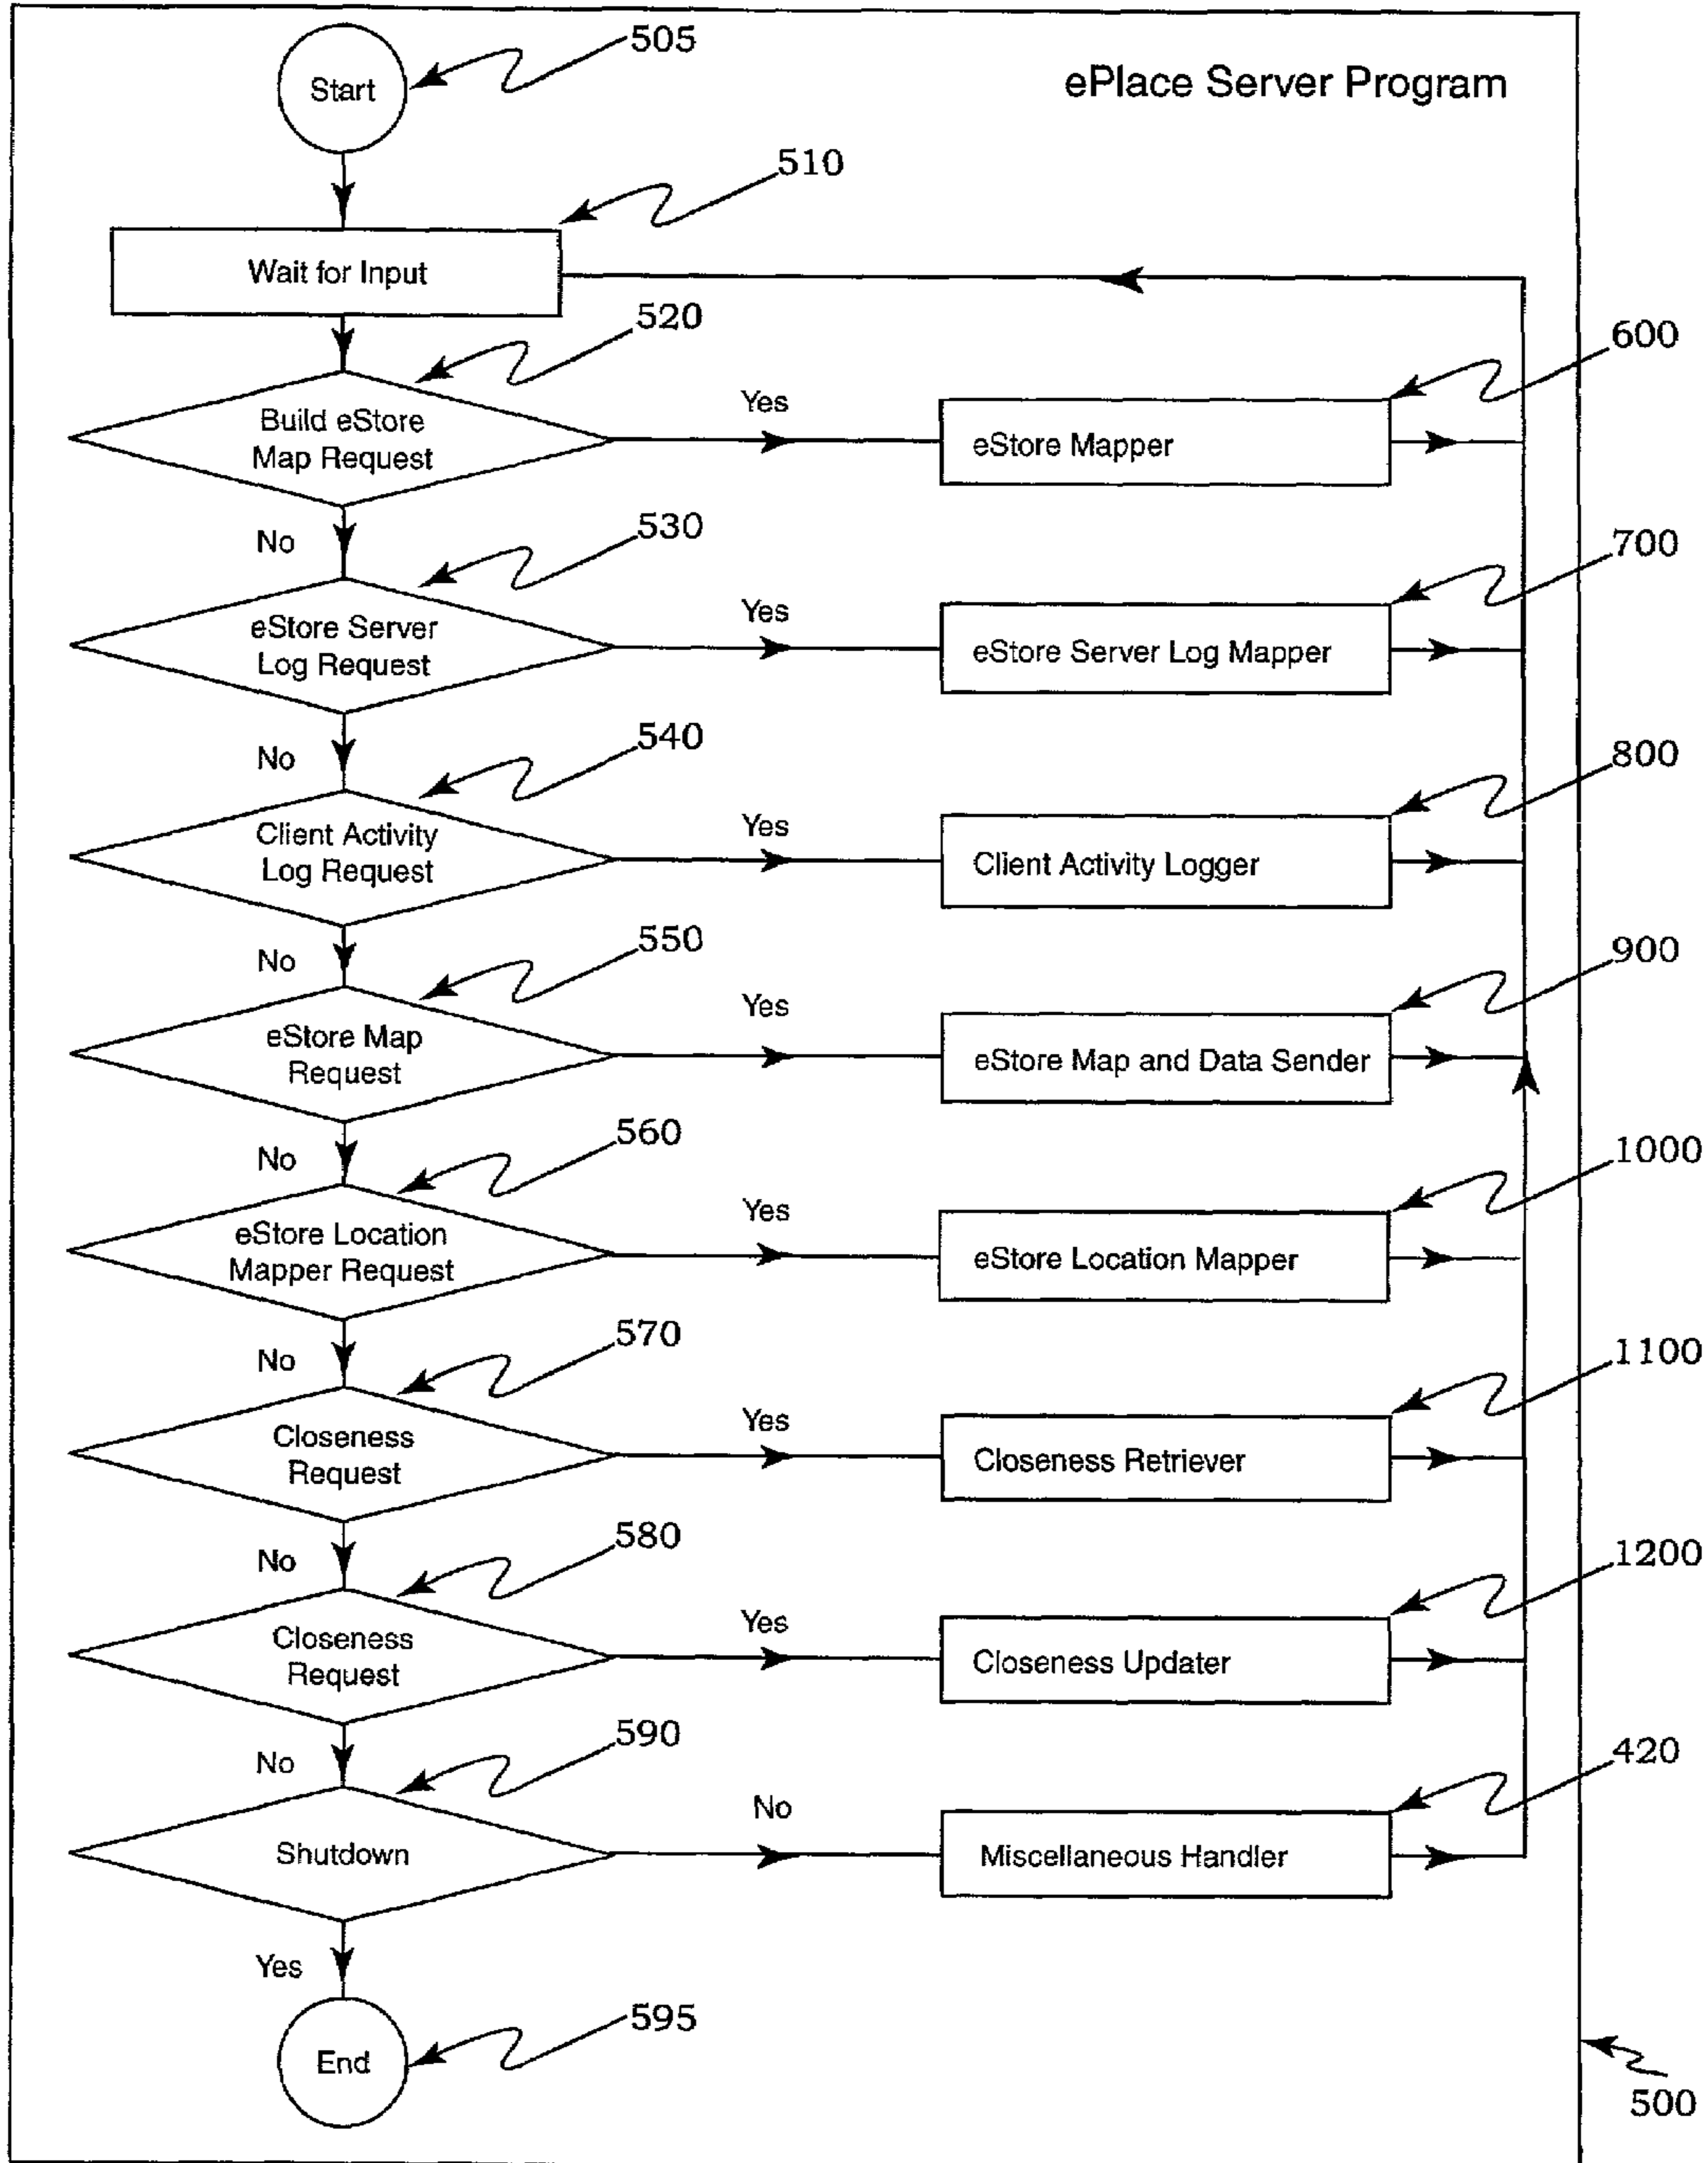 505
Start
ePlace Server Program
510
Wait for Input
520
600
Build eStore
Map Request
Yes
eStore Mapper
No
530
700
eStore Server
Log Request
Yes
eStore Server Log Mapper
No
540
800
Client Activity
Log Request
Yes
Client Activity Logger
No
550
900
eStore Map
Request
Yes
eStore Map and Data Sender
No
560
1000
eStore Location
Mapper Request
Yes
eStore Location Mapper
No
570
1100
Closeness
Request
Yes
Closeness Retriever
No
580
1200
Closeness
Request
Yes
Closeness Updater
No
590
420
Shutdown
No
Miscellaneous Handler
Yes
595
End
500